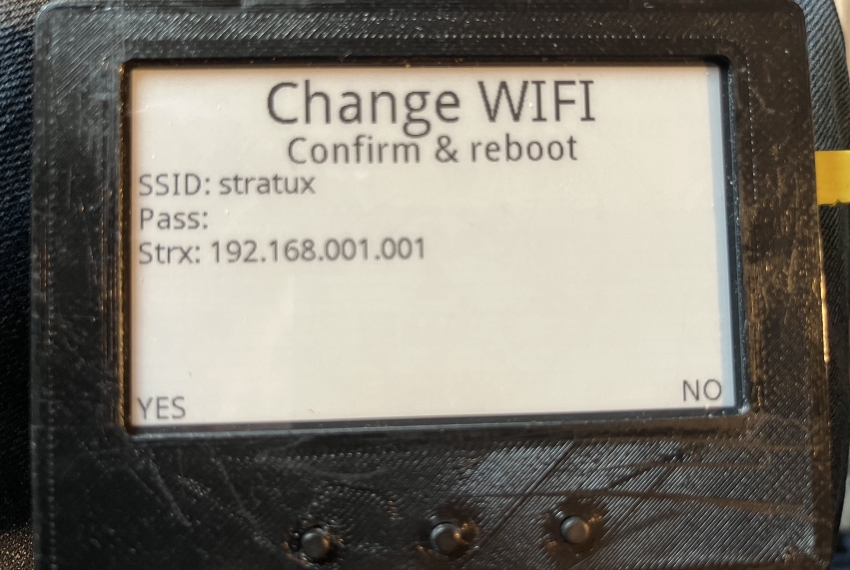 Change WIFI
Confirm & reboot
SSID: stratux
Pass:
Strx: 192.168.001.001
YES
NO